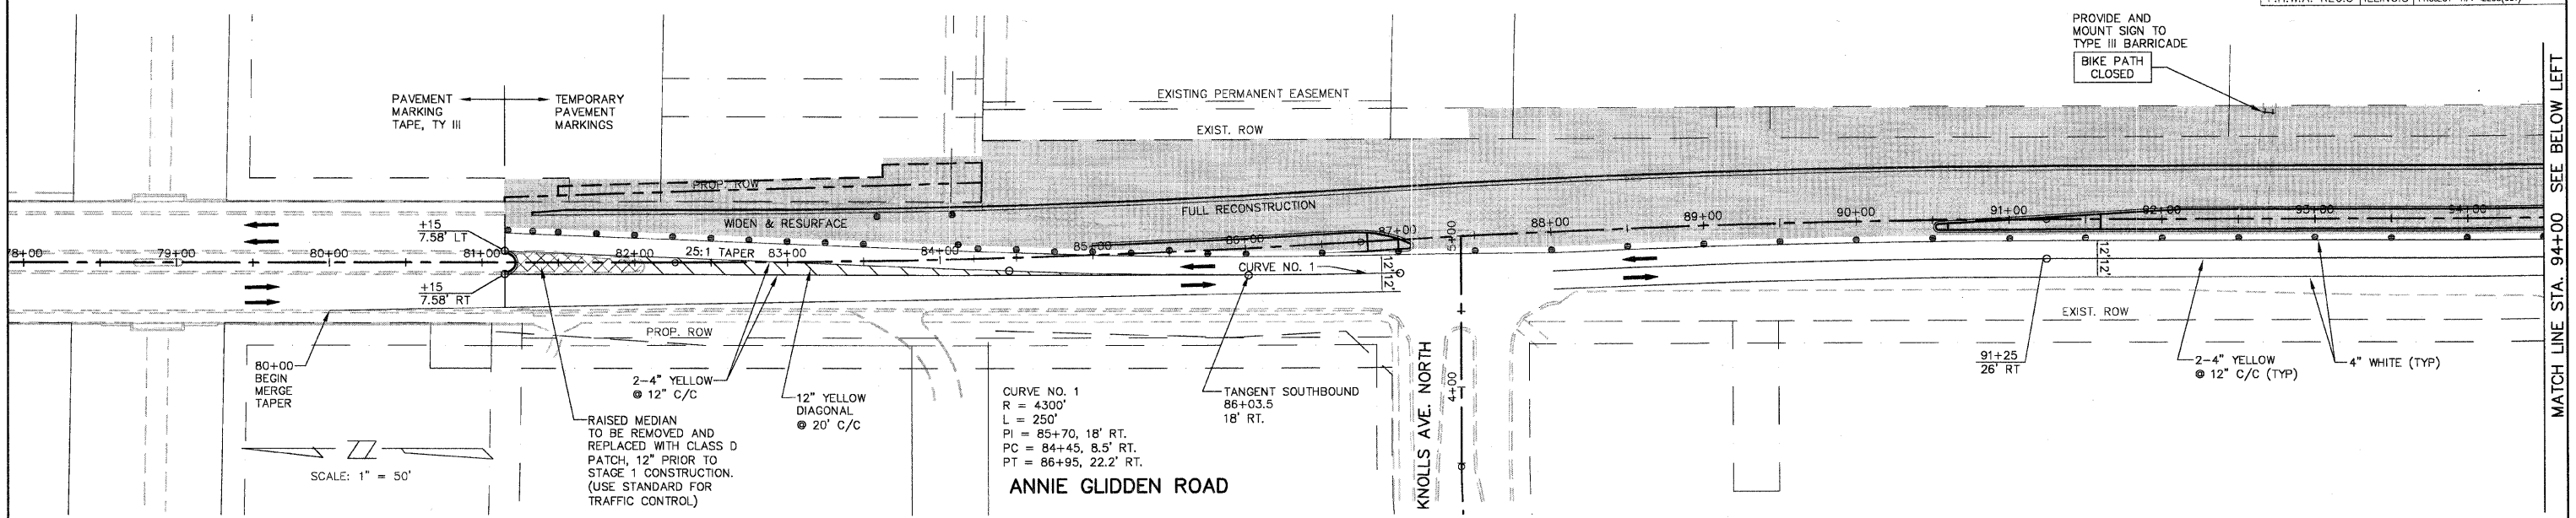 F.H.W.A. REG.5 ILLINOIS
PROVIDE AND
MOUNT SIGN TO
TYPE III BARRICADE
BIKE PATH
CLOSED
PAVEMENT
MARKING
TAPE, TY III
TEMPORARY
PAVEMENT
MARKINGS
EXISTING PERMANENT EASEMENT
EXIST. ROW
PROP. ROW
WIDEN & RESURFACE
FULL RECONSTRUCTION
+15
7.58' LT
78+00
79+00
80+00
81+00
82+00
25:1 TAPER
83+00
84+00
85+00
86+00
87+00
88+00
89+00
90+00
91+00
92+00
93+00
94+00
5+00
CURVE NO. 1
12'
12'
12'
12'
+15
7.58' RT
PROP. ROW
EXIST. ROW
80+00
BEGIN
MERGE
TAPER
2-4" YELLOW
@ 12" C/C
12" YELLOW
DIAGONAL
@ 20' C/C
RAISED MEDIAN
TO BE REMOVED AND
REPLACED WITH CLASS D
PATCH, 12" PRIOR TO
STAGE 1 CONSTRUCTION.
(USE STANDARD FOR
TRAFFIC CONTROL)
CURVE NO. 1
R = 4300'
L = 250'
PI = 85+70, 18' RT.
PC = 84+45, 8.5' RT.
PT = 86+95, 22.2' RT.
TANGENT SOUTHBOUND
86+03.5
18' RT.
KNOLLS AVE. NORTH
4+00
91+25
26' RT
2-4" YELLOW
@ 12" C/C (TYP)
4" WHITE (TYP)
SCALE: 1" = 50'
ANNIE GLIDDEN ROAD
MATCH LINE STA. 94+00 SEE BELOW LEFT